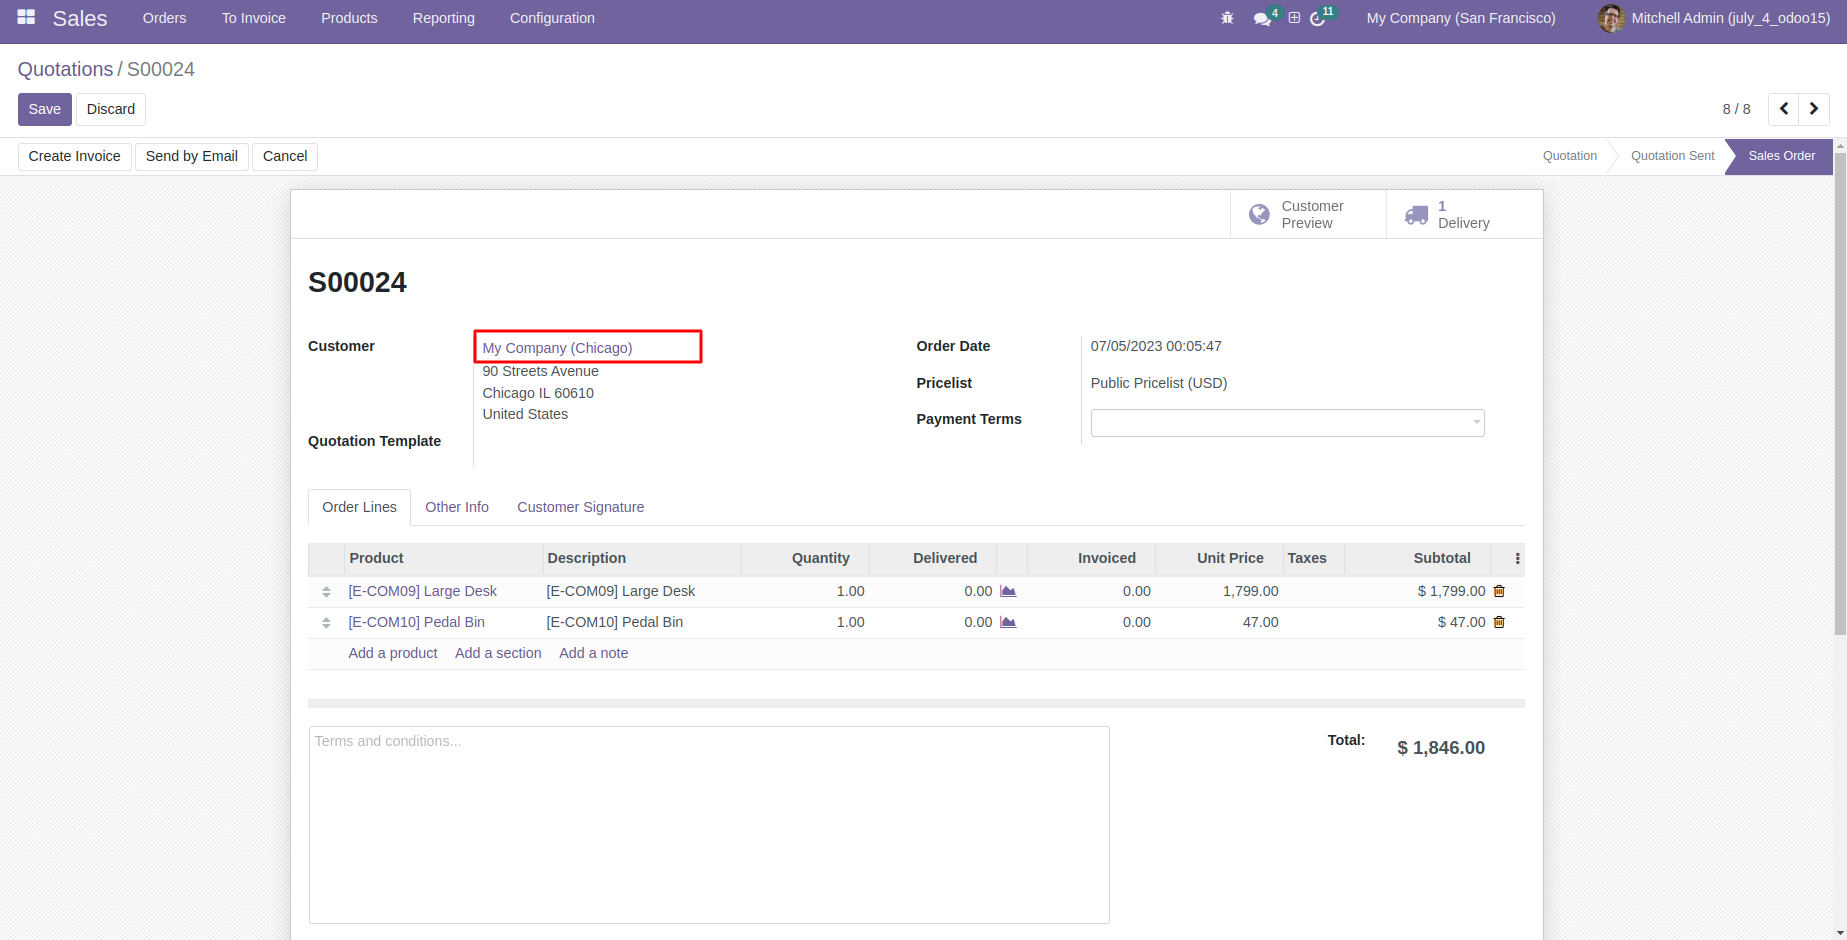 Sales Orders To Invoice Products Reporting Configuration 4 11 My Company (San Francisco) Mitchell Admin (july_4_odoo15)
Quotations / S00024
Save Discard 8 / 8
Create Invoice Send by Email Cancel Quotation Quotation Sent Sales Order
Customer Preview
1 Delivery
S00024
Customer My Company (Chicago)
90 Streets Avenue
Chicago IL 60610
United States
Quotation Template
Order Date 07/05/2023 00:05:47
Pricelist Public Pricelist (USD)
Payment Terms
Order Lines Other Info Customer Signature
Product Description Quantity Delivered Invoiced Unit Price Taxes Subtotal
[E-COM09] Large Desk [E-COM09] Large Desk 1.00 0.00 0.00 1,799.00 $ 1,799.00
[E-COM10] Pedal Bin [E-COM10] Pedal Bin 1.00 0.00 0.00 47.00 $ 47.00
Add a product Add a section Add a note
Terms and conditions...
Total: $ 1,846.00